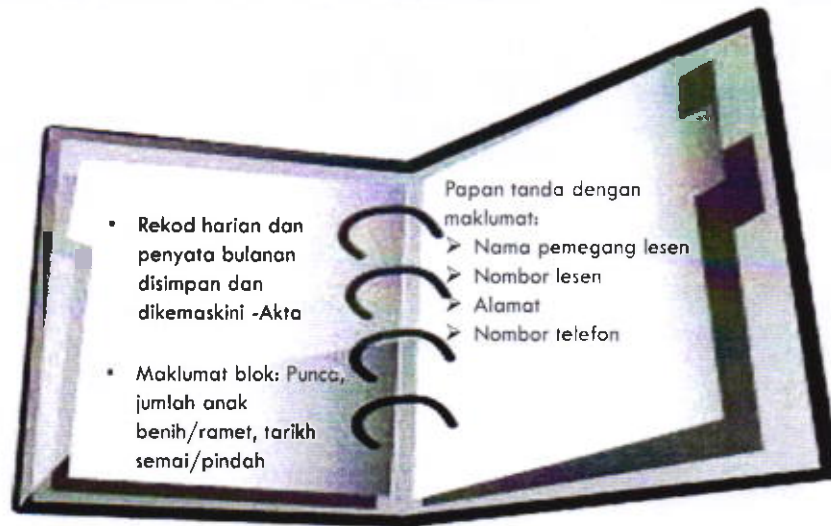 • Rekod harian dan
penyata bulanan
disimpan dan
dikemaskini -Akta
• Maklumat blok: Punca,
jumlah anak
benih/ramet, tarikh
semai/pindah
Papan tanda dengan
maklumat:
➢ Nama pemegang lesen
➢ Nombor lesen
➢ Alamat
➢ Nombor telefon